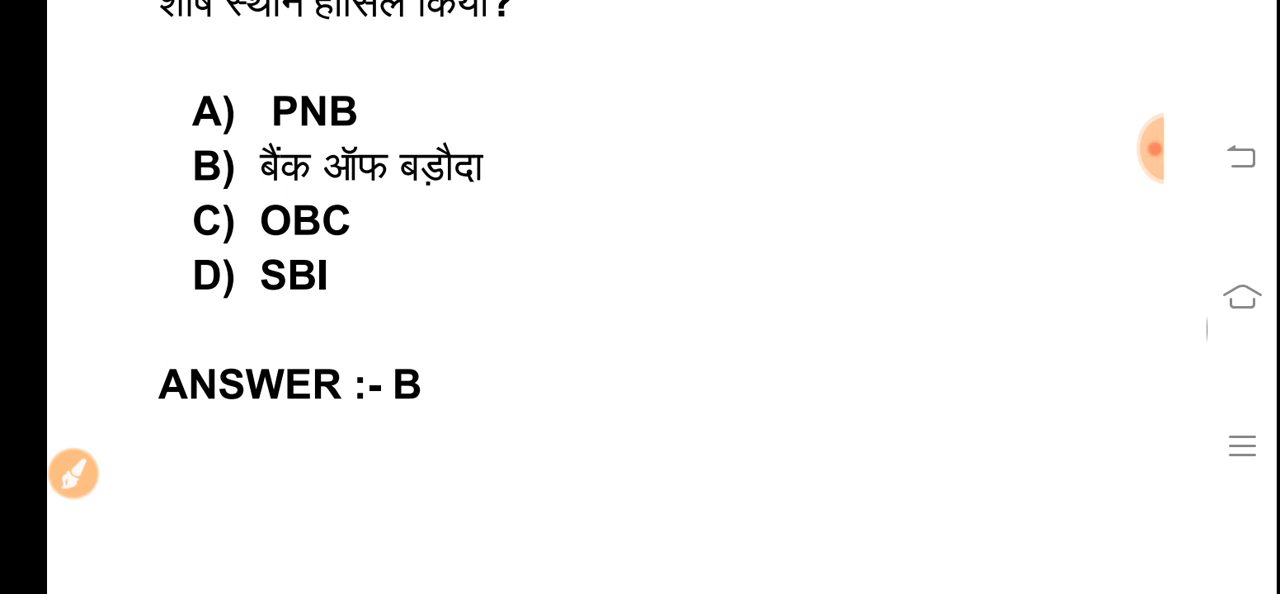 शीर्ष स्थान हासिल किया?
A) PNB
B) बैंक ऑफ बड़ौदा
C) OBC
D) SBI
ANSWER :- B